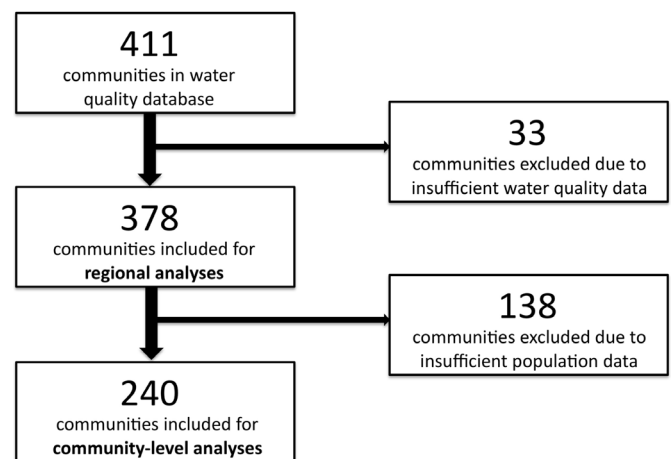 411
communities in water
quality database
33
communities excluded due to
insufficient water quality data
378
communities included for
regional analyses
138
communities excluded due to
insufficient population data
240
communities included for
community-level analyses